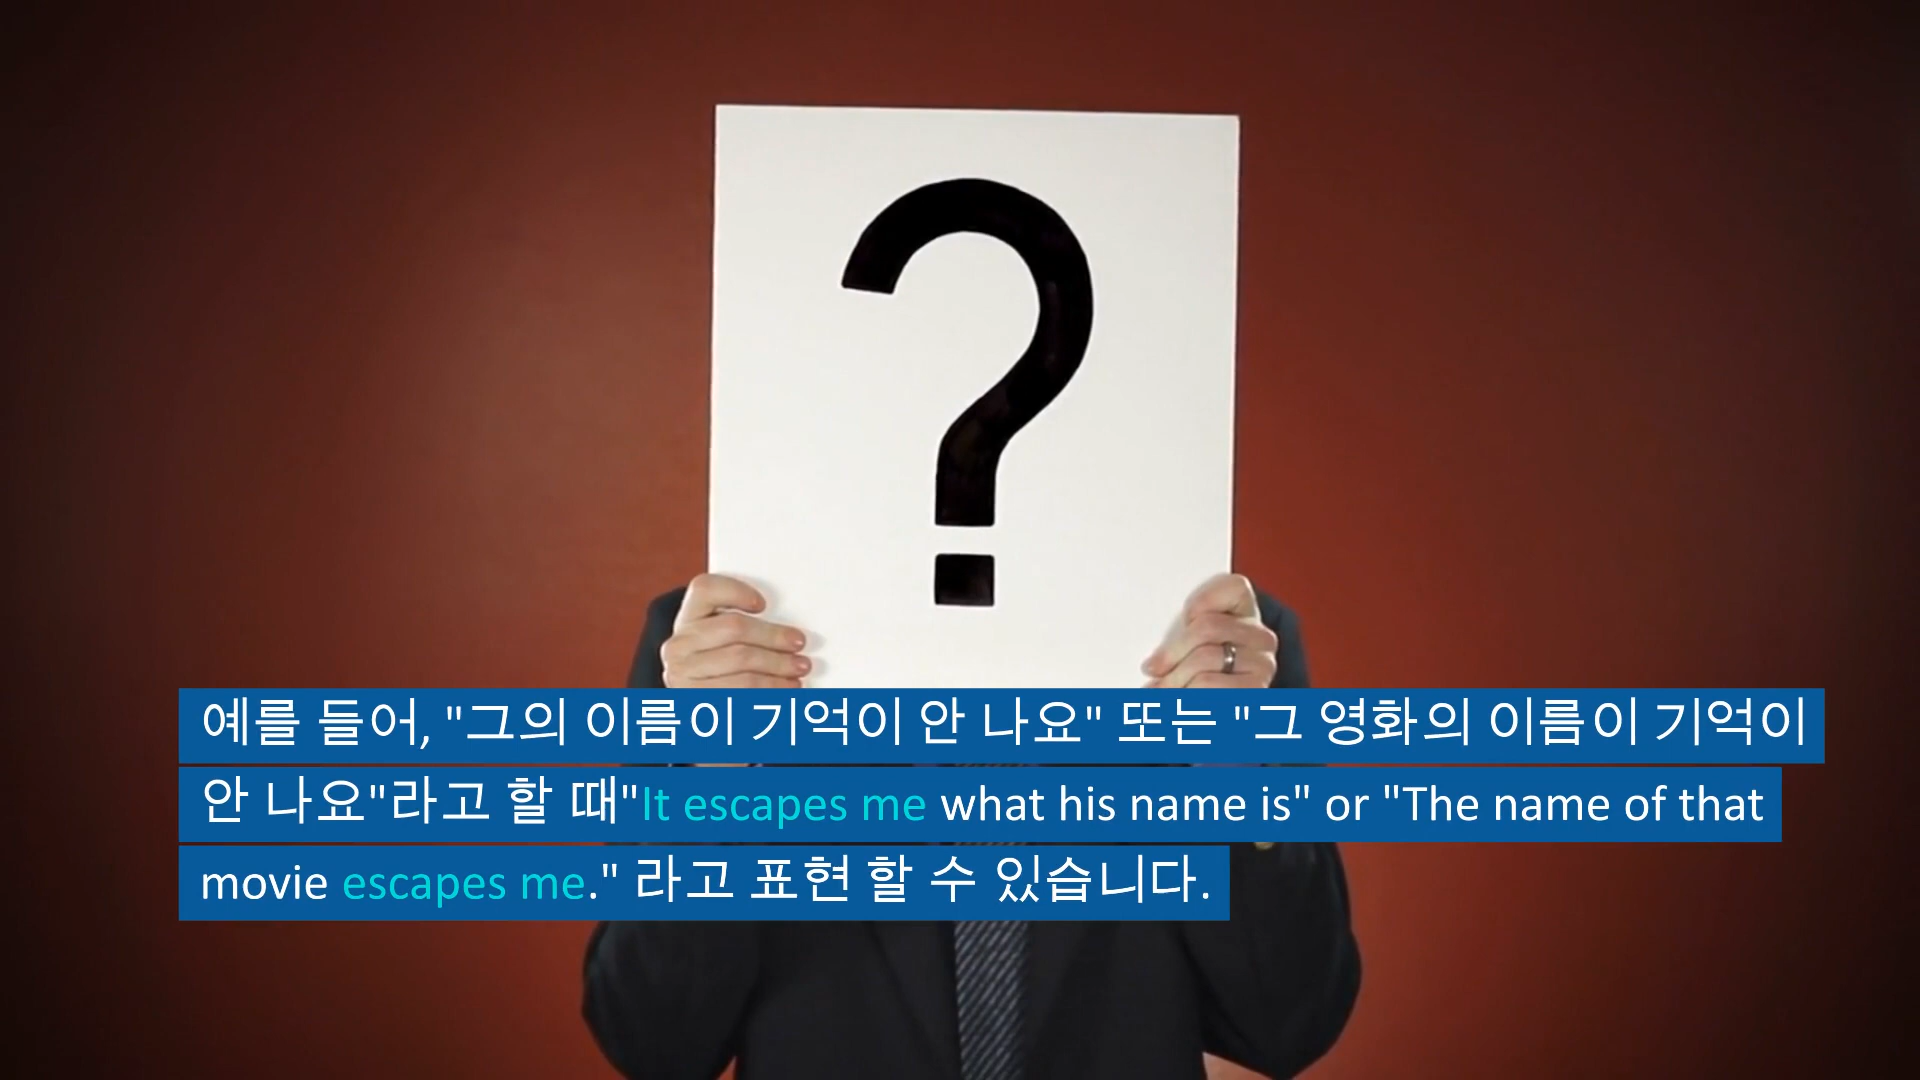 ?
예를 들어, "그의 이름이 기억이 안 나요" 또는 "그 영화의 이름이 기억이
안 나요"라고 할 때"It escapes me what his name is" or "The name of that
movie escapes me." 라고 표현 할 수 있습니다.